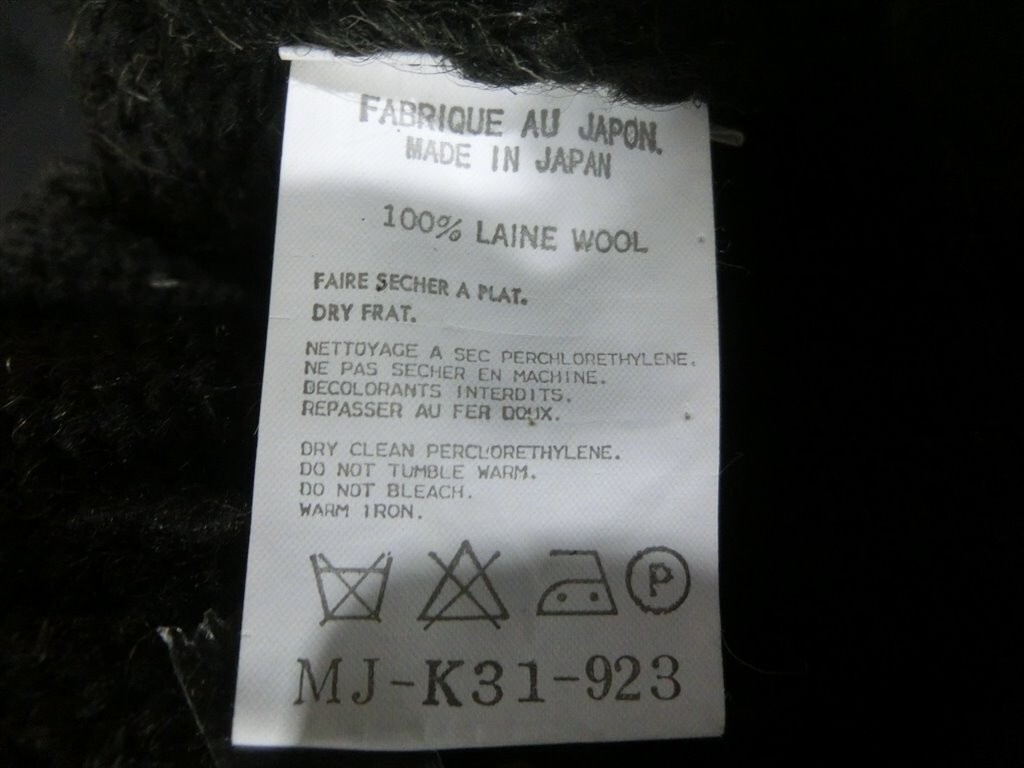 FABRIQUE AU JAPON.
MADE IN JAPAN
100% LAINE WOOL
FAIRE SECHER A PLAT.
DRY FRAT.
NETTOYAGE A SEC PERCHLORETHYLENE.
NE PAS SECHER EN MACHINE.
DECOLORANTS INTERDITS.
REPASSER AU FER DOUX.
DRY CLEAN PERCLORETHYLENE.
DO NOT TUMBLE WARM.
DO NOT BLEACH.
WARM IRON.
P
MJ-K31-923